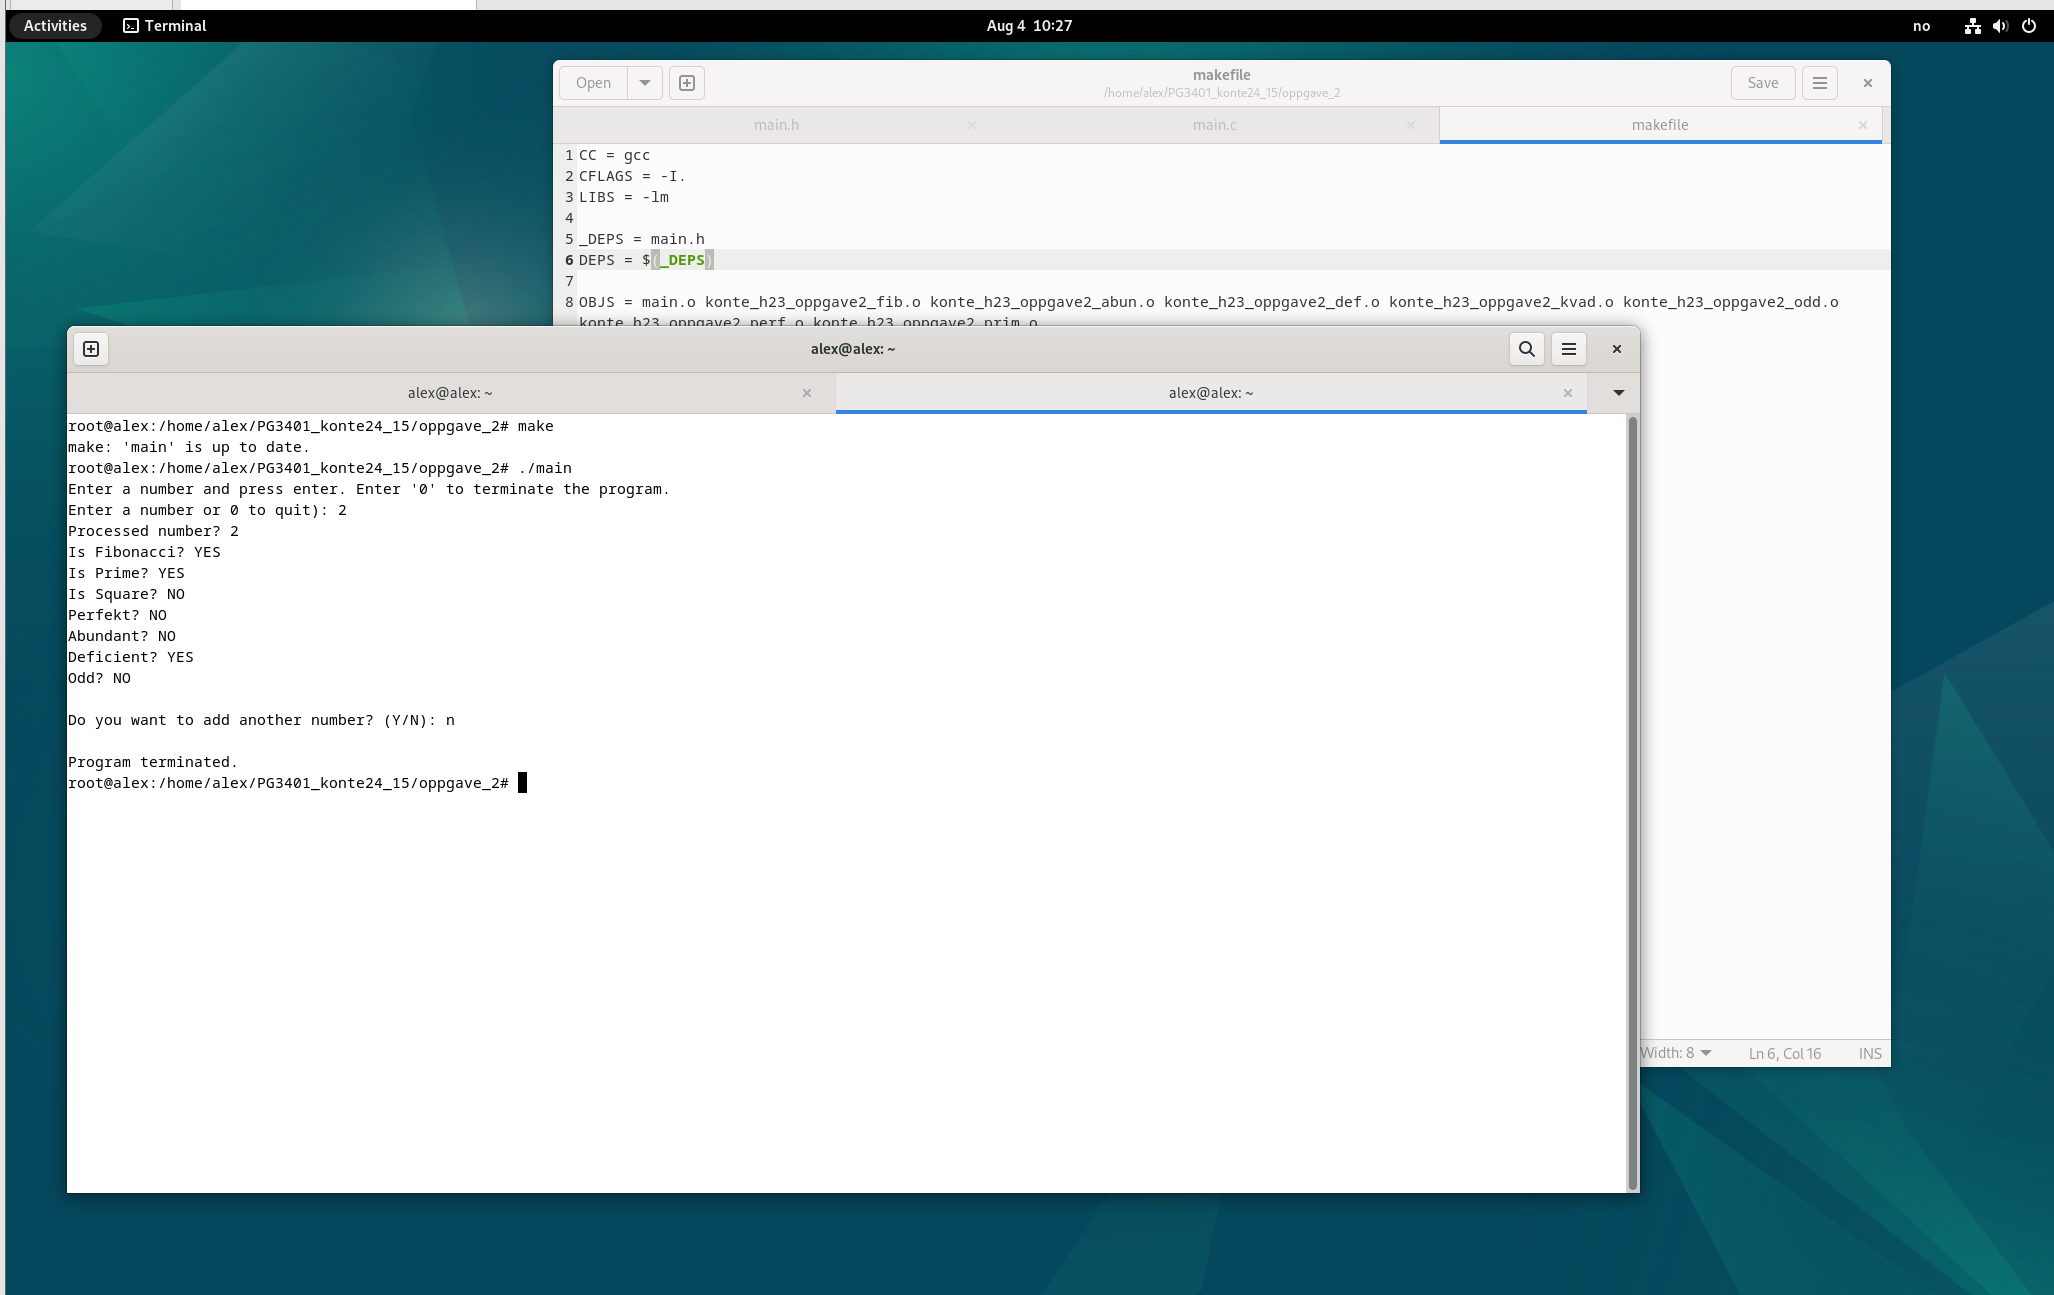 Activities Terminal Aug 4 10:27 no
Open makefile Save
/home/alex/PG3401_konte24_15/oppgave_2
main.h main.c makefile
1 CC = gcc
2 CFLAGS = -I.
3 LIBS = -lm
4
5 _DEPS = main.h
6 DEPS = $(_DEPS)
7
8 OBJS = main.o konte_h23_oppgave2_fib.o konte_h23_oppgave2_abun.o konte_h23_oppgave2_def.o konte_h23_oppgave2_kvad.o konte_h23_oppgave2_odd.o
konte_h23_oppgave2_perf.o konte_h23_oppgave2_prim.o
alex@alex: ~
alex@alex: ~ alex@alex: ~
root@alex:/home/alex/PG3401_konte24_15/oppgave_2# make
make: 'main' is up to date.
root@alex:/home/alex/PG3401_konte24_15/oppgave_2# ./main
Enter a number and press enter. Enter '0' to terminate the program.
Enter a number or 0 to quit): 2
Processed number? 2
Is Fibonacci? YES
Is Prime? YES
Is Square? NO
Perfekt? NO
Abundant? NO
Deficient? YES
Odd? NO
Do you want to add another number? (Y/N): n
Program terminated.
root@alex:/home/alex/PG3401_konte24_15/oppgave_2#
Width: 8 Ln 6, Col 16 INS